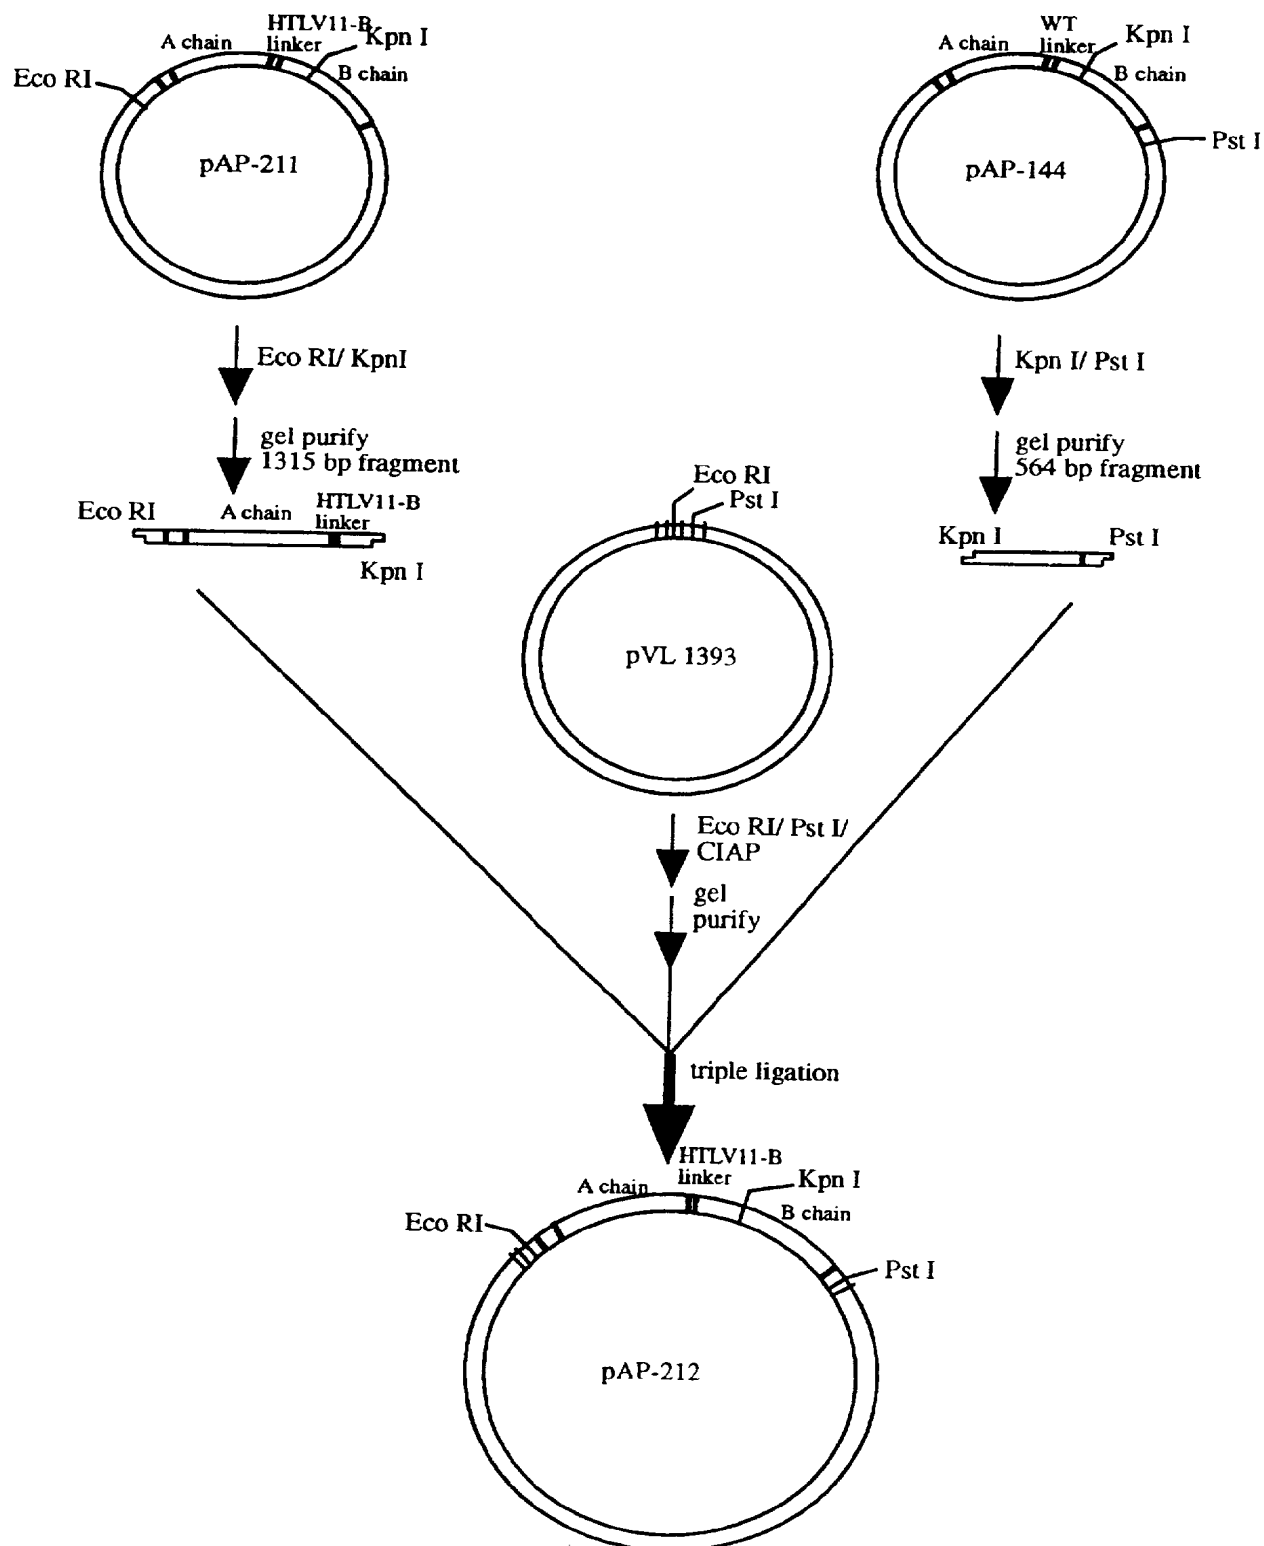 HTLV11-B
linker
Kpn I
A chain
B chain
Eco RI
pAP-211
WT
linker
Kpn I
A chain
B chain
Pst I
pAP-144
Eco RI/ KpnI
gel purify
1315 bp fragment
Eco RI
A chain
HTLV11-B
linker
Kpn I
Kpn I/ Pst I
gel purify
564 bp fragment
Kpn I
Pst I
Eco RI
Pst I
pVL 1393
Eco RI/ Pst I/
CIAP
gel
purify
triple ligation
HTLV11-B
linker
A chain
Kpn I
B chain
Eco RI
Pst I
pAP-212